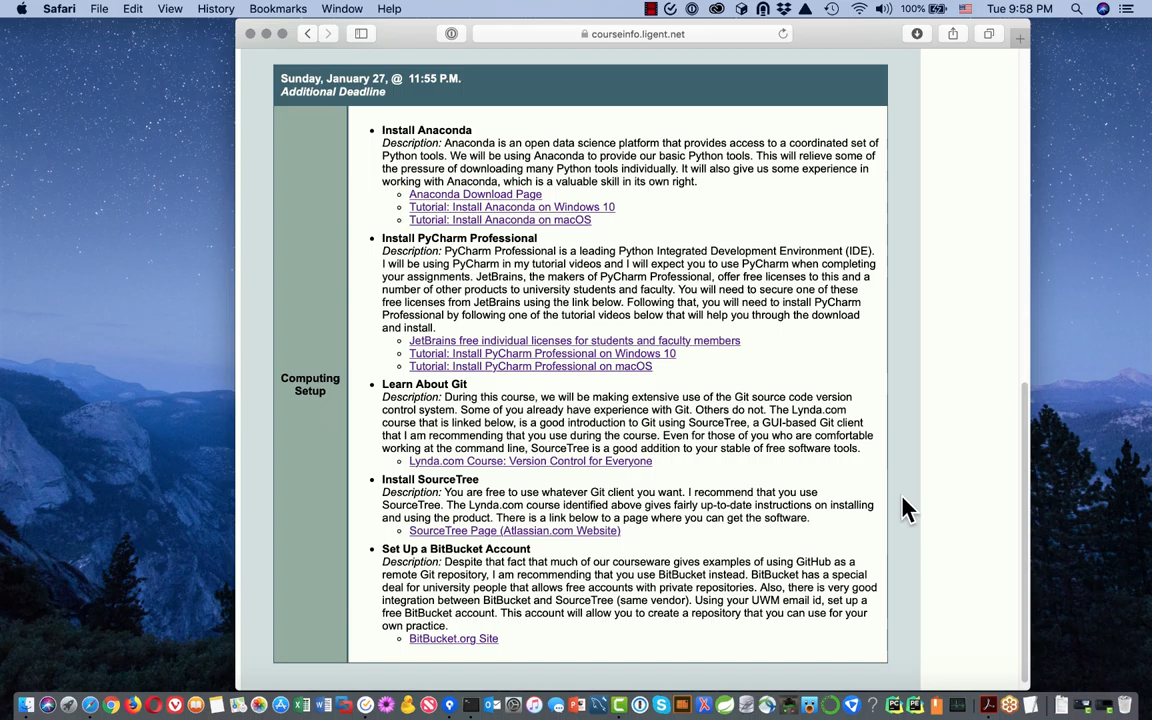 Safari File Edit View History Bookmarks Window Help 100% Tue 9:58 PM
courseinfo.ligent.net
Sunday, January 27, @ 11:55 P.M.
Additional Deadline
Computing
Setup
• Install Anaconda
Description: Anaconda is an open data science platform that provides access to a coordinated set of
Python tools. We will be using Anaconda to provide our basic Python tools. This will relieve some of
the pressure of downloading many Python tools individually. It will also give us some experience in
working with Anaconda, which is a valuable skill in its own right.
Anaconda Download Page
Tutorial: Install Anaconda on Windows 10
Tutorial: Install Anaconda on macOS
• Install PyCharm Professional
Description: PyCharm Professional is a leading Python Integrated Development Environment (IDE).
I will be using PyCharm in my tutorial videos and I will expect you to use PyCharm when completing
your assignments. JetBrains, the makers of PyCharm Professional, offer free licenses to this and a
number of other products to university students and faculty. You will need to secure one of these
free licenses from JetBrains using the link below. Following that, you will need to install PyCharm
Professional by following one of the tutorial videos below that will help you through the download
and install.
JetBrains free individual licenses for students and faculty members
Tutorial: Install PyCharm Professional on Windows 10
Tutorial: Install PyCharm Professional on macOS
• Learn About Git
Description: During this course, we will be making extensive use of the Git source code version
control system. Some of you already have experience with Git. Others do not. The Lynda.com
course that is linked below, is a good introduction to Git using SourceTree, a GUI-based Git client
that I am recommending that you use during the course. Even for those of you who are comfortable
working at the command line, SourceTree is a good addition to your stable of free software tools.
Lynda.com Course: Version Control for Everyone
• Install SourceTree
Description: You are free to use whatever Git client you want. I recommend that you use
SourceTree. The Lynda.com course identified above gives fairly up-to-date instructions on installing
and using the product. There is a link below to a page where you can get the software.
SourceTree Page (Atlassian.com Website)
• Set Up a BitBucket Account
Description: Despite that fact that much of our courseware gives examples of using GitHub as a
remote Git repository, I am recommending that you use BitBucket instead. BitBucket has a special
deal for university people that allows free accounts with private repositories. Also, there is very good
integration between BitBucket and SourceTree (same vendor). Using your UWM email id, set up a
free BitBucket account. This account will allow you to create a repository that you can use for your
own practice.
BitBucket.org Site